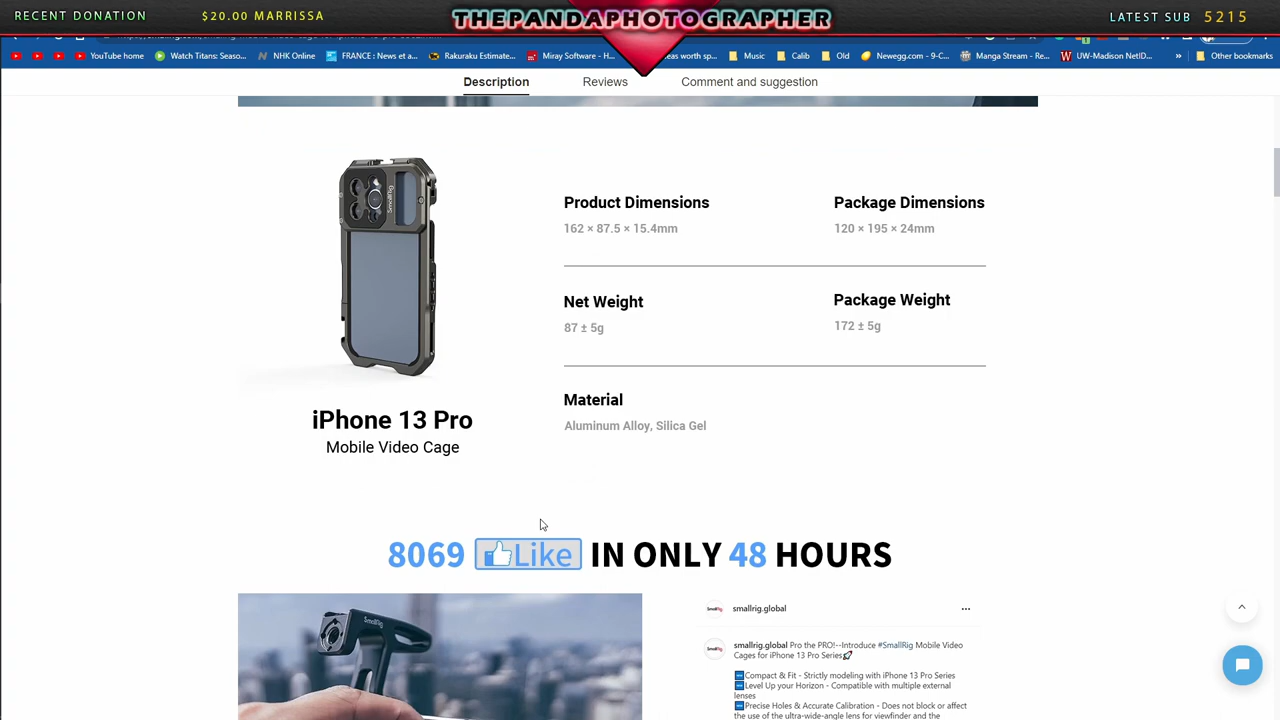 RECENT DONATION $20.00 MARRISSA THEPANDAPHOTOGRAPHER LATEST SUB 5215
YouTube home Watch Titans Seaso... NHK Online FRANCE : News et a... Rakuraku Estimate... Miray Software - H... eas worth sp... Music Calib Old Newegg.com - 9-C... Manga Stream - Re... UW-Madison NetID... » Other bookmarks
Description Reviews Comment and suggestion
SmallRig
Product Dimensions Package Dimensions
162 × 87.5 × 15.4mm 120 × 195 × 24mm
Net Weight Package Weight
87 ± 5g 172 ± 5g
Material
Aluminum Alloy, Silica Gel
iPhone 13 Pro
Mobile Video Cage
8069 Like IN ONLY 48 HOURS
SmallRig
SmallRig smallrig.global ...
SmallRig smallrig.global Pro the PRO!--Introduce #SmallRig Mobile Video
Cages for iPhone 13 Pro Series
Compact & Fit - Strictly modeling with iPhone 13 Pro Series
Level Up your Horizon - Compatible with multiple external
lenses
Precise Holes & Accurate Calibration - Does not block or affect
the use of the ultra-wide-angle lens for viewfinder and the